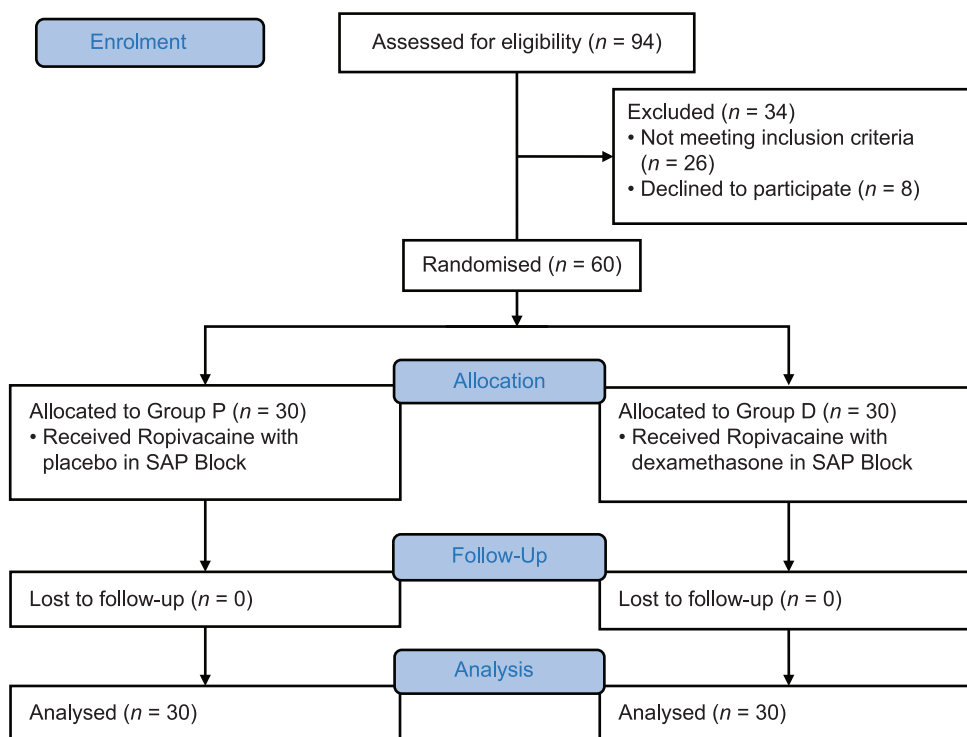 Enrolment
Assessed for eligibility (n = 94)
Excluded (n = 34)
• Not meeting inclusion criteria
(n = 26)
• Declined to participate (n = 8)
Randomised (n = 60)
Allocation
Allocated to Group P (n = 30)
• Received Ropivacaine with
placebo in SAP Block
Allocated to Group D (n = 30)
• Received Ropivacaine with
dexamethasone in SAP Block
Follow-Up
Lost to follow-up (n = 0)
Lost to follow-up (n = 0)
Analysis
Analysed (n = 30)
Analysed (n = 30)